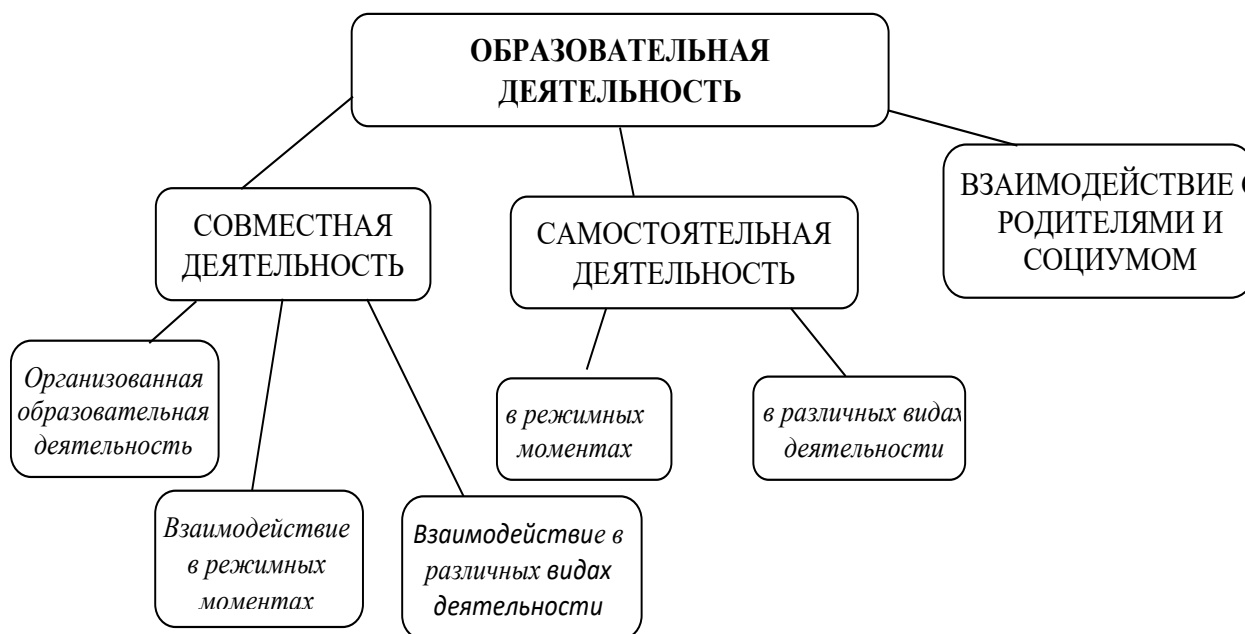 ОБРАЗОВАТЕЛЬНАЯ
ДЕЯТЕЛЬНОСТЬ
СОВМЕСТНАЯ
ДЕЯТЕЛЬНОСТЬ
САМОСТОЯТЕЛЬНАЯ
ДЕЯТЕЛЬНОСТЬ
ВЗАИМОДЕЙСТВИЕ С
РОДИТЕЛЯМИ И
СОЦИУМОМ
Организованная
образовательная
деятельность
Взаимодействие
в режимных
моментах
Взаимодействие в
различных видах
деятельности
в режимных
моментах
в различных видах
деятельности